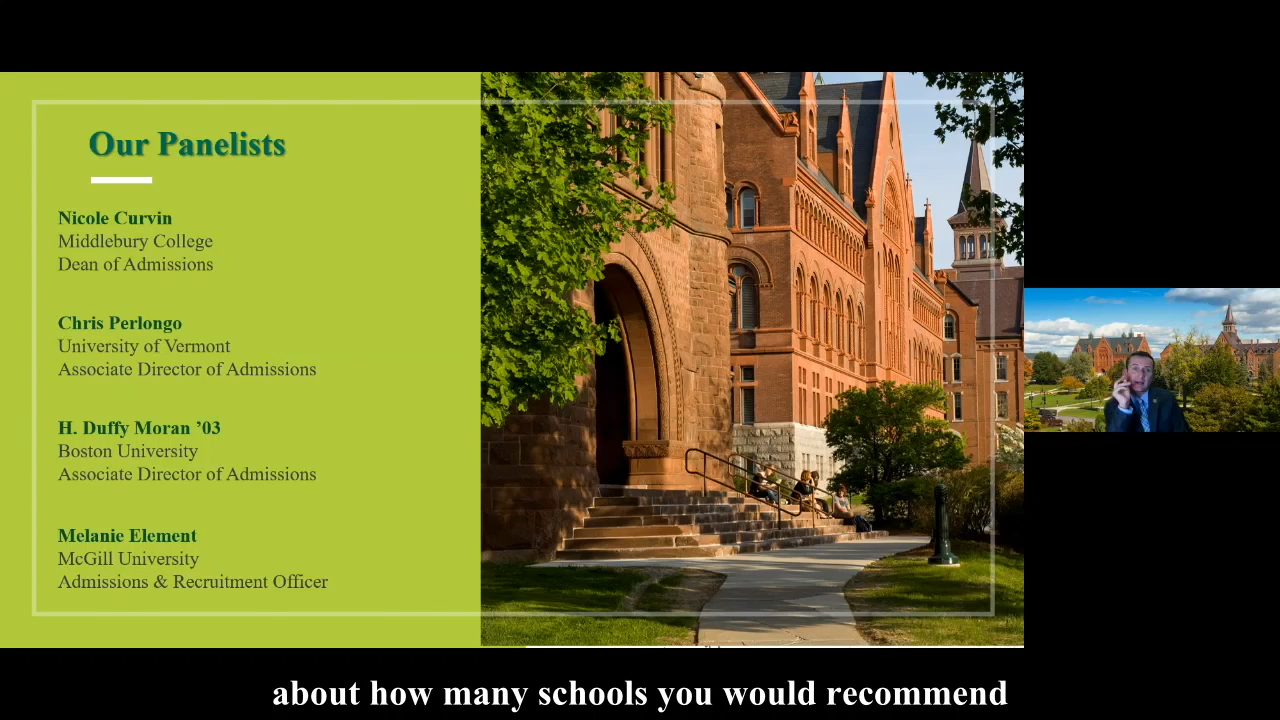 Our Panelists
Nicole Curvin
Middlebury College
Dean of Admissions
Chris Perlongo
University of Vermont
Associate Director of Admissions
H. Duffy Moran ’03
Boston University
Associate Director of Admissions
Melanie Element
McGill University
Admissions & Recruitment Officer
about how many schools you would recommend